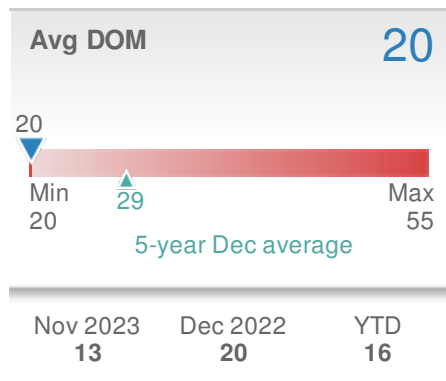 Avg DOM 20
20
Min Max
20 29 55
5-year Dec average
Nov 2023 Dec 2022 YTD
13 20 16